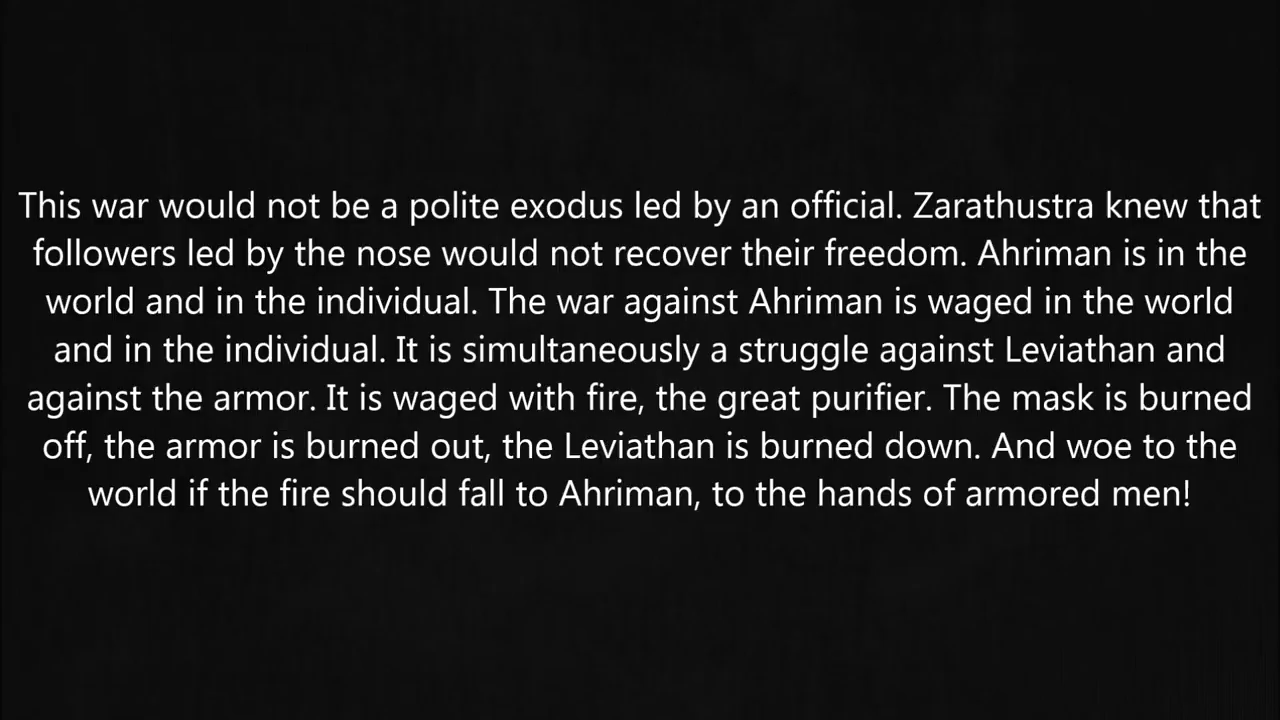 This war would not be a polite exodus led by an official. Zarathustra knew that
followers led by the nose would not recover their freedom. Ahriman is in the
world and in the individual. The war against Ahriman is waged in the world
and in the individual. It is simultaneously a struggle against Leviathan and
against the armor. It is waged with fire, the great purifier. The mask is burned
off, the armor is burned out, the Leviathan is burned down. And woe to the
world if the fire should fall to Ahriman, to the hands of armored men!